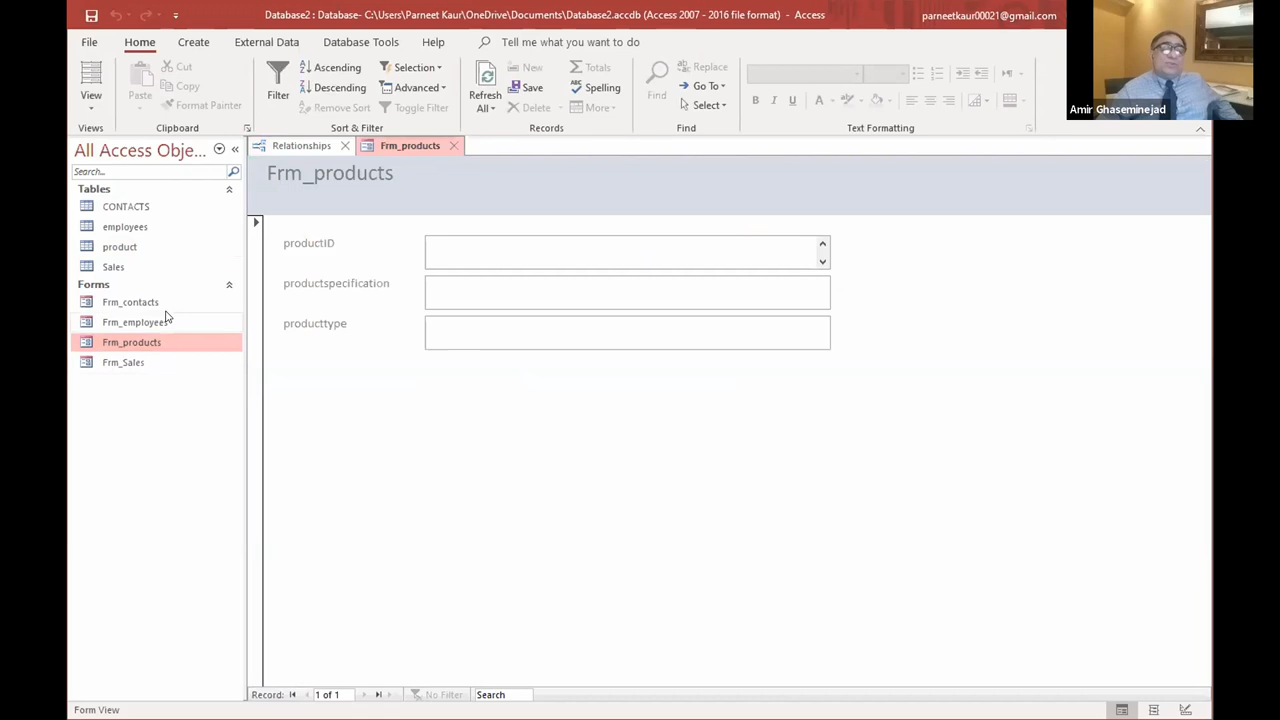 Database2 : Database- C:\Users\Parneet Kaur\OneDrive\Documents\Database2.accdb (Access 2007 - 2016 file format) - Access
parneetkaur00021@gmail.com
File Home Create External Data Database Tools Help Tell me what you want to do
View
Views
Paste
Cut
Copy
Format Painter
Clipboard
Filter
Ascending
Descending
Remove Sort
Selection
Advanced
Toggle Filter
Sort & Filter
Refresh
All
New
Save
Delete
Totals
Spelling
More
Records
Find
Replace
Go To
Select
Find
B I U A
Text Formatting
Amir Ghaseminejad
All Access Obje...
Search...
Tables
CONTACTS
employees
product
Sales
Forms
Frm_contacts
Frm_employees
Frm_products
Frm_Sales
Relationships
Frm_products
Frm_products
productID
productspecification
producttype
Record: 1 of 1 No Filter Search
Form View